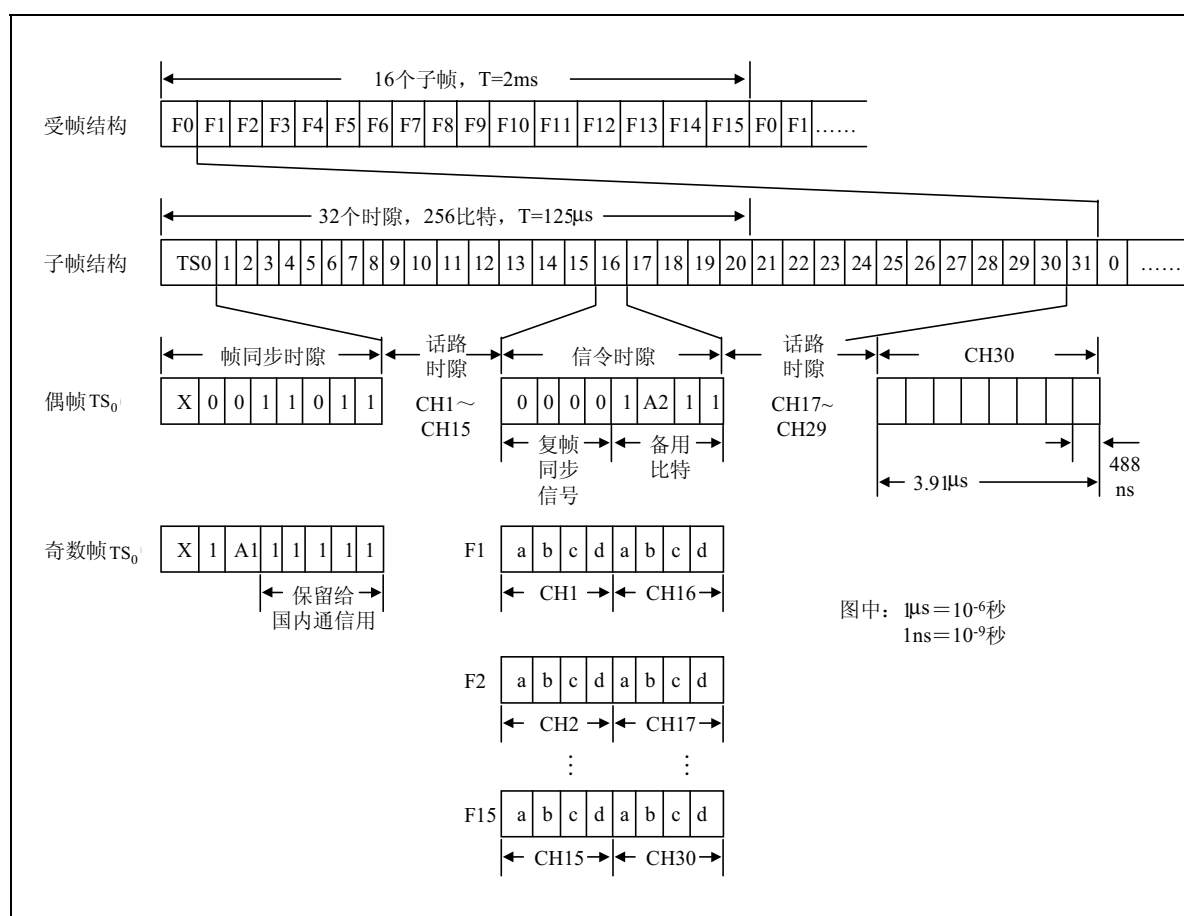 16个子帧，T=2ms
受帧结构 F0 F1 F2 F3 F4 F5 F6 F7 F8 F9 F10 F11 F12 F13 F14 F15 F0 F1 ……
32个时隙，256比特，T=125μs
子帧结构 TS0 1 2 3 4 5 6 7 8 9 10 11 12 13 14 15 16 17 18 19 20 21 22 23 24 25 26 27 28 29 30 31 0 ……
帧同步时隙
话路
时隙
信令时隙
话路
时隙
CH30
偶帧TS₀ X 0 0 1 1 0 1 1
CH1～
CH15
0 0 0 0 1 A2 1 1
CH17~
CH29
复帧
同步
信号
备用
比特
488
ns
3.91μs
奇数帧TS₀ X 1 A1 1 1 1 1 1
保留给
国内通信用
F1 a b c d a b c d
CH1 CH16
图中：1μs＝10⁻⁶秒
1ns＝10⁻⁹秒
F2 a b c d a b c d
CH2 CH17
⋮ ⋮
F15 a b c d a b c d
CH15 CH30